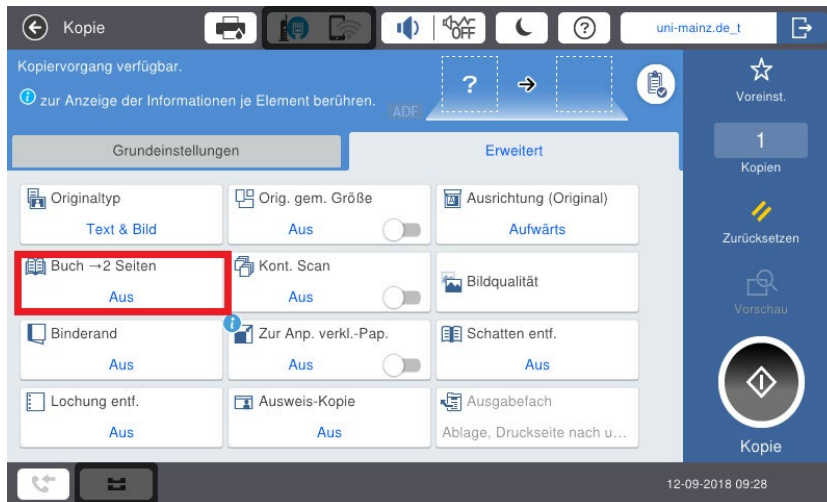 Kopie
OFF
uni-mainz.de_t
Kopiervorgang verfügbar.
zur Anzeige der Informationen je Element berühren.
ADF
?
Voreinst.
1
Kopien
Grundeinstellungen
Erweitert
Zurücksetzen
Vorschau
Originaltyp
Text & Bild
Orig. gem. Größe
Aus
Ausrichtung (Original)
Aufwärts
Buch →2 Seiten
Aus
Kont. Scan
Aus
Bildqualität
Binderand
Aus
Zur Anp. verkl.-Pap.
Aus
Schatten entf.
Aus
Lochung entf.
Aus
Ausweis-Kopie
Aus
Ausgabefach
Ablage, Druckseite nach u...
Kopie
12-09-2018 09:28